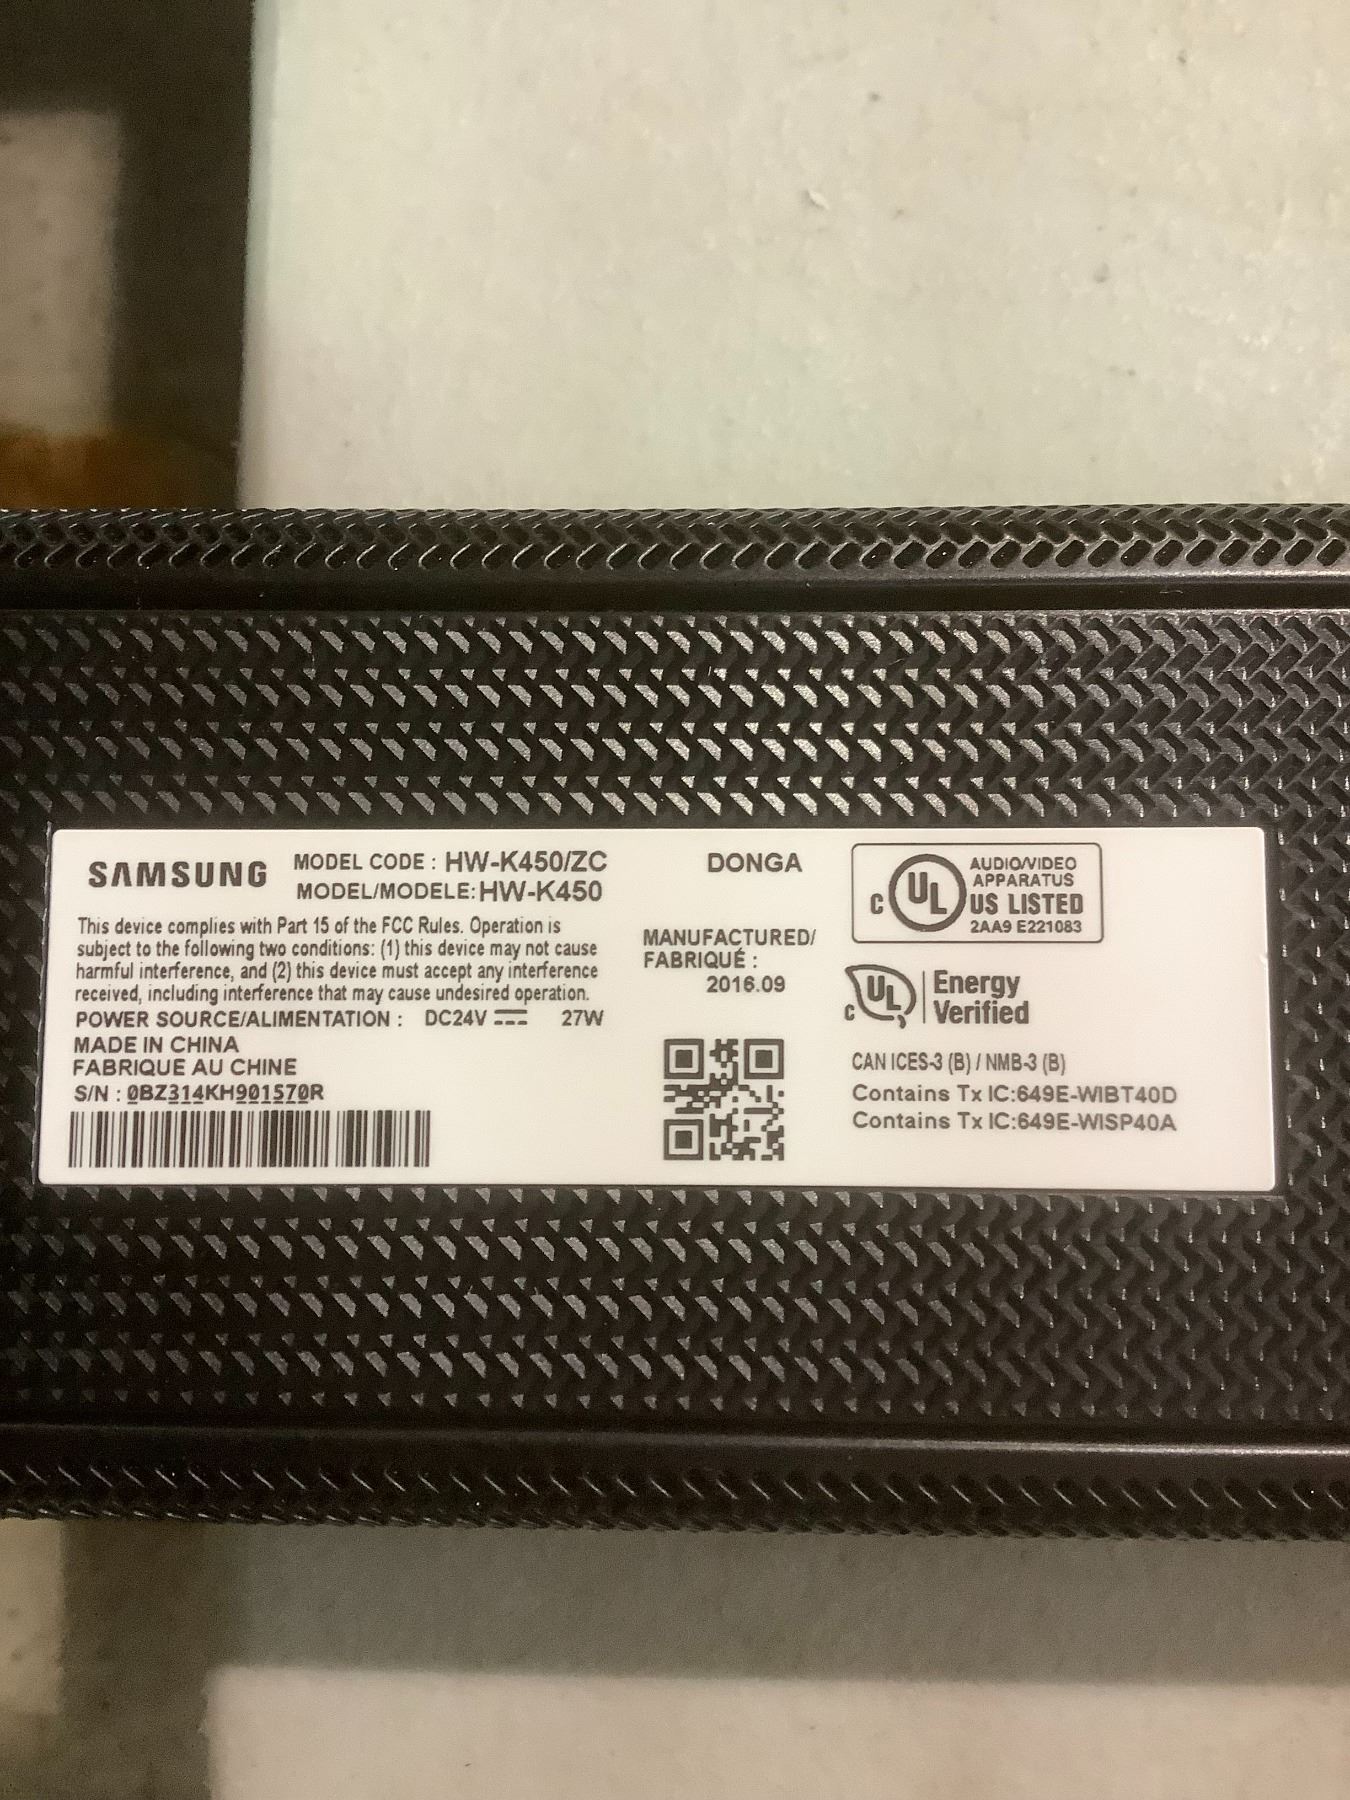 SAMSUNG
MODEL CODE : HW-K450/ZC
MODEL/MODELE:HW-K450
This device complies with Part 15 of the FCC Rules. Operation is
subject to the following two conditions: (1) this device may not cause
harmful interference, and (2) this device must accept any interference
received, including interference that may cause undesired operation.
POWER SOURCE/ALIMENTATION : DC24V ⎓ 27W
MADE IN CHINA
FABRIQUE AU CHINE
S/N : 0BZ314KH901570R
DONGA
MANUFACTURED/
FABRIQUÉ :
2016.09
C UL US LISTED
AUDIO/VIDEO
APPARATUS
2AA9 E221083
C UL
Energy
Verified
CAN ICES-3 (B) / NMB-3 (B)
Contains Tx IC:649E-WIBT40D
Contains Tx IC:649E-WISP40A